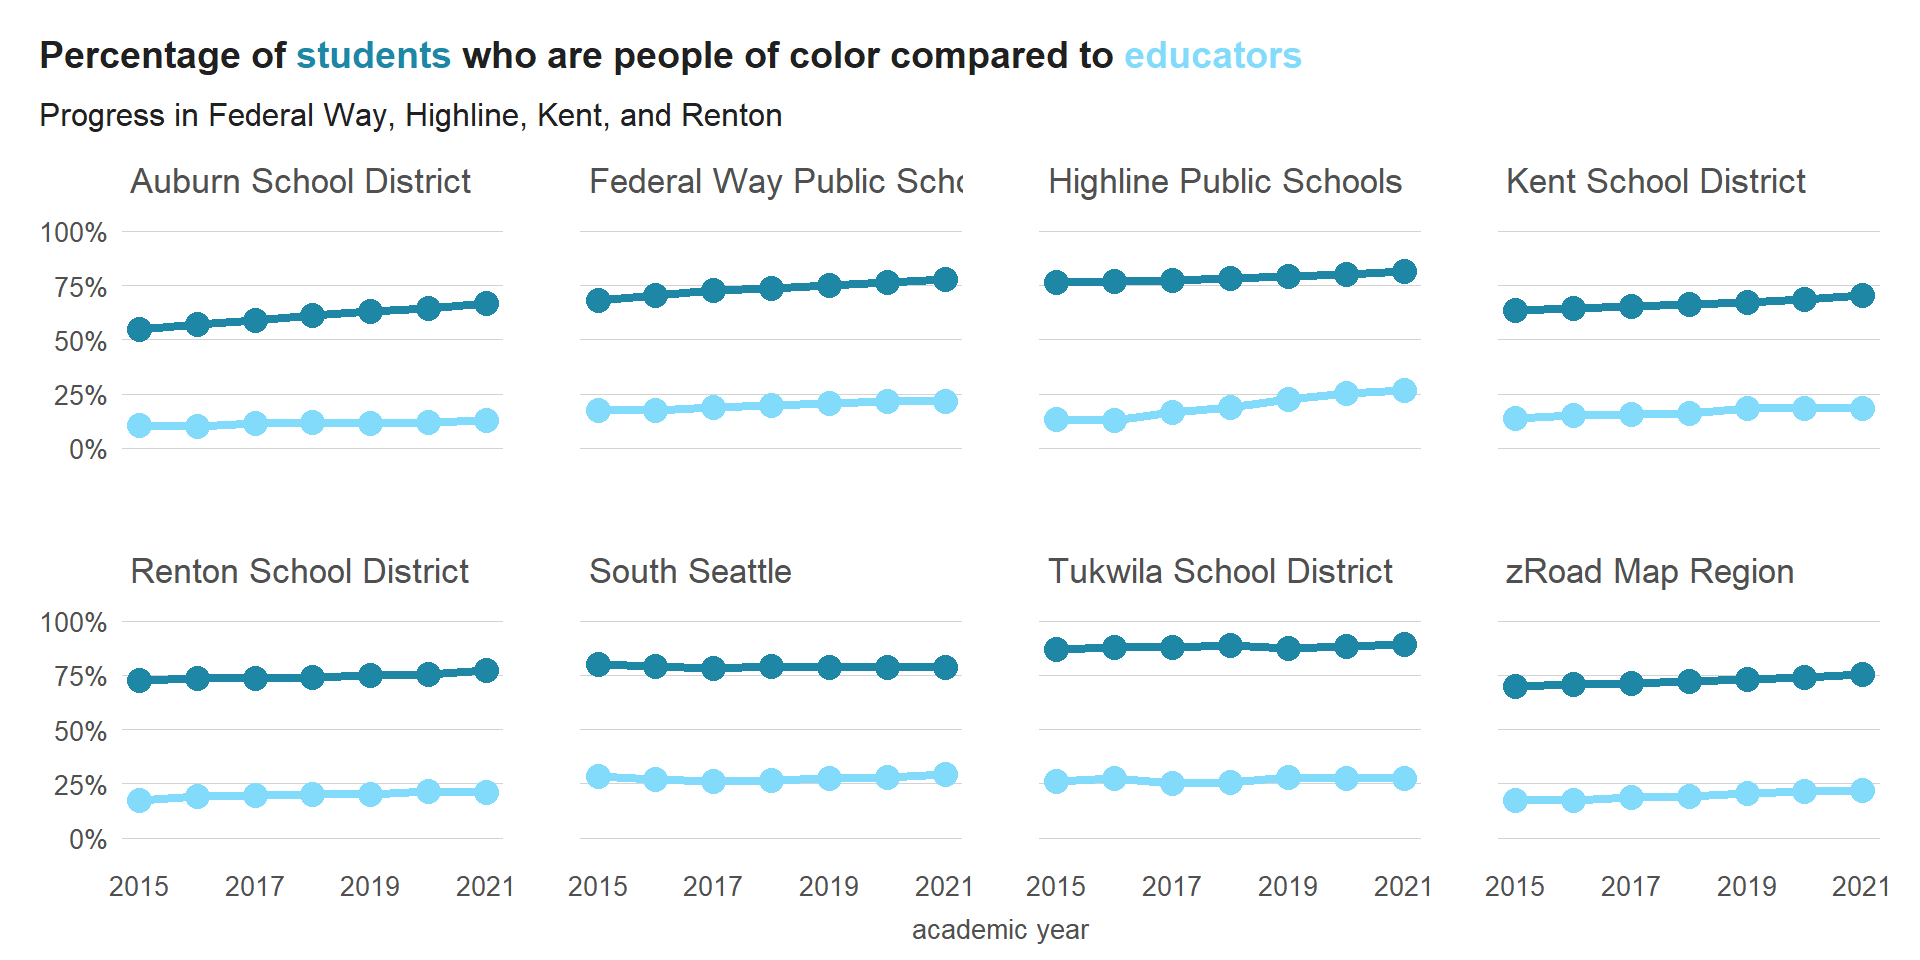 Percentage of students who are people of color compared to educators
Progress in Federal Way, Highline, Kent, and Renton
Auburn School District Federal Way Public Scho Highline Public Schools Kent School District
100%
75%
50%
25%
0%
Renton School District South Seattle Tukwila School District zRoad Map Region
100%
75%
50%
25%
0%
2015 2017 2019 2021 2015 2017 2019 2021 2015 2017 2019 2021 2015 2017 2019 2021
academic year